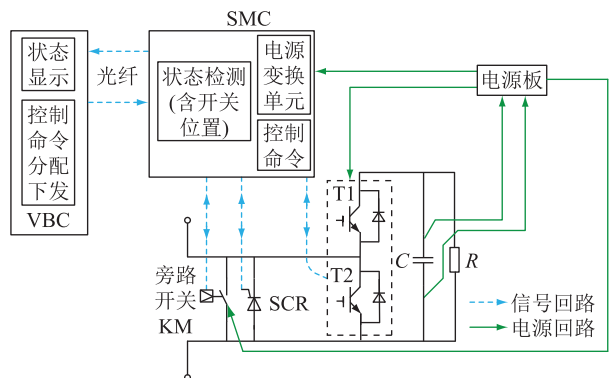 SMC
状态
显示
控制
命令
分配
下发
VBC
光纤
状态检测
(含开关
位置)
电源
变换
单元
控制
命令
电源板
T1
T2
C
R
旁路
开关
KM
SCR
信号回路
电源回路